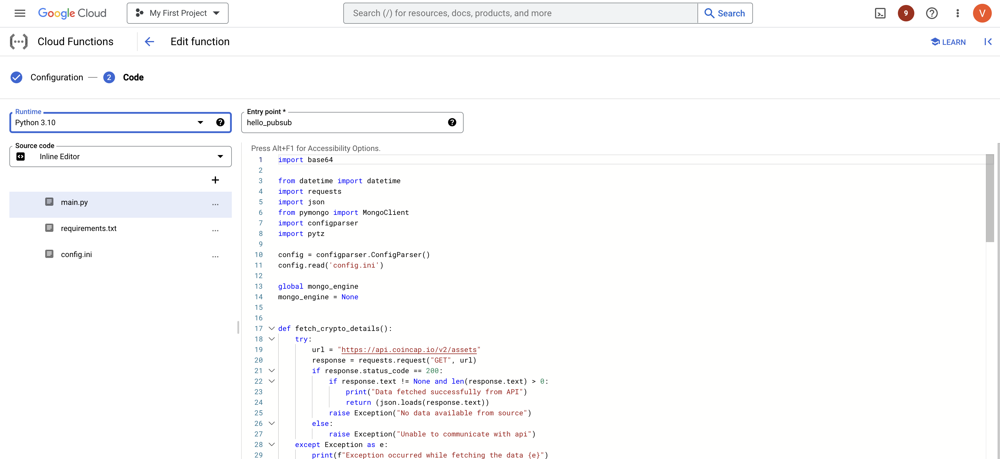 Google Cloud
My First Project
Search (/) for resources, docs, products, and more
Search
9
V
Cloud Functions
Edit function
LEARN
Configuration
2
Code
Runtime
Python 3.10
Entry point *
hello_pubsub
Source code
Inline Editor
main.py
...
requirements.txt
...
config.ini
...
Press Alt+F1 for Accessibility Options.
1 import base64
2
3 from datetime import datetime
4 import requests
5 import json
6 from pymongo import MongoClient
7 import configparser
8 import pytz
9
10 config = configparser.ConfigParser()
11 config.read('config.ini')
12
13 global mongo_engine
14 mongo_engine = None
15
16
17 def fetch_crypto_details():
18 try:
19 url = "https://api.coincap.io/v2/assets"
20 response = requests.request("GET", url)
21 if response.status_code == 200:
22 if response.text != None and len(response.text) > 0:
23 print("Data fetched successfully from API")
24 return (json.loads(response.text))
25 raise Exception("No data available from source")
26 else:
27 raise Exception("Unable to communicate with api")
28 except Exception as e:
29 print(f"Exception occurred while fetching the data {e}")